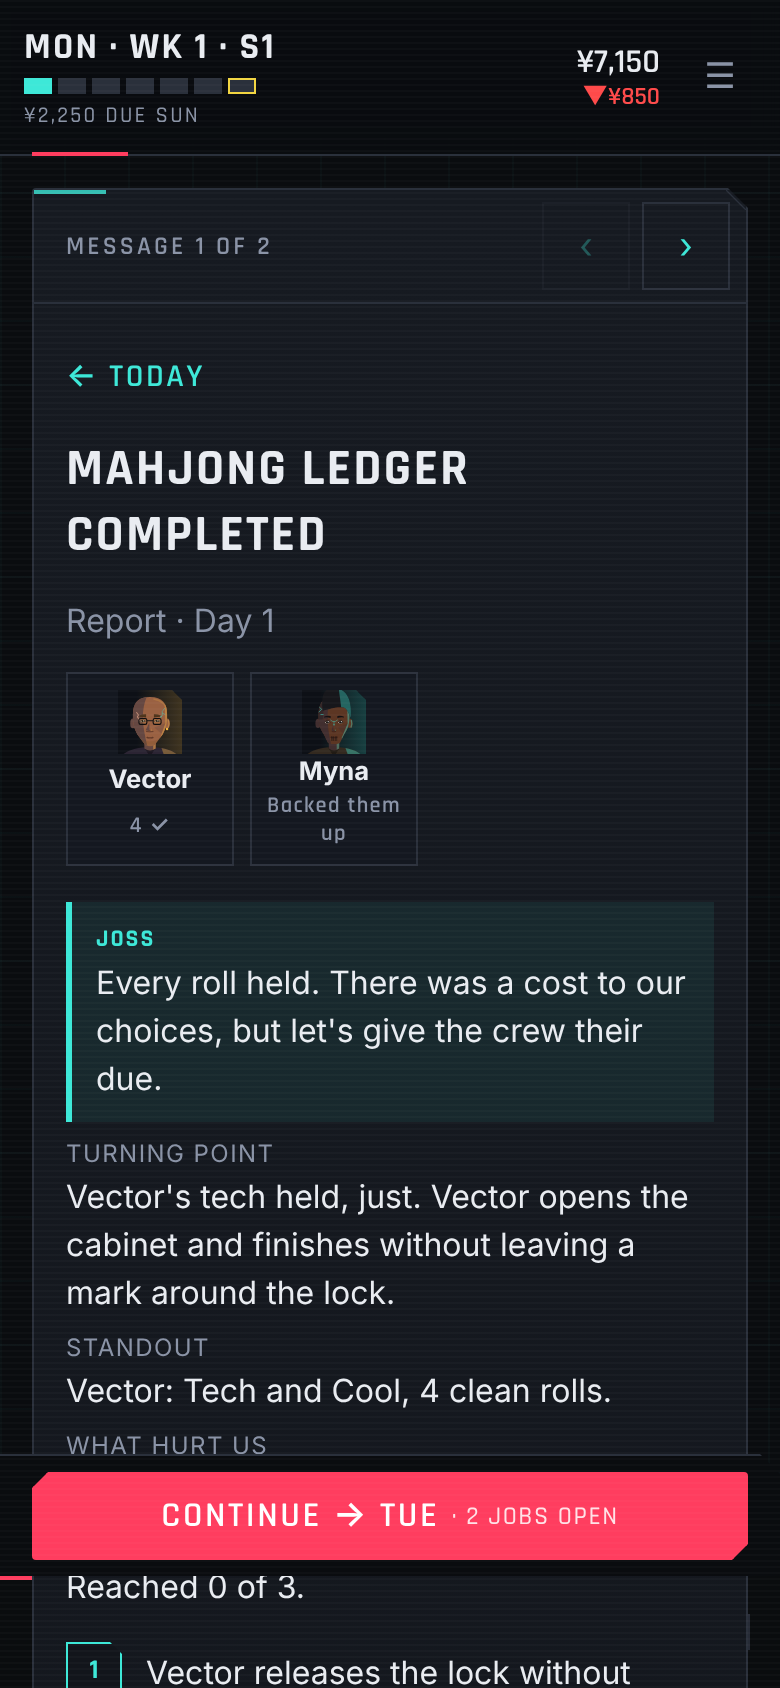 MON · WK 1 · S1
¥7,150
▼¥850
¥2,250 DUE SUN
MESSAGE 1 OF 2
← TODAY
MAHJONG LEDGER
COMPLETED
Report · Day 1
Vector
4 ✓
Myna
Backed them
up
JOSS
Every roll held. There was a cost to our
choices, but let's give the crew their
due.
TURNING POINT
Vector's tech held, just. Vector opens the
cabinet and finishes without leaving a
mark around the lock.
STANDOUT
Vector: Tech and Cool, 4 clean rolls.
WHAT HURT US
CONTINUE → TUE · 2 JOBS OPEN
Reached 0 of 3.
1 Vector releases the lock without